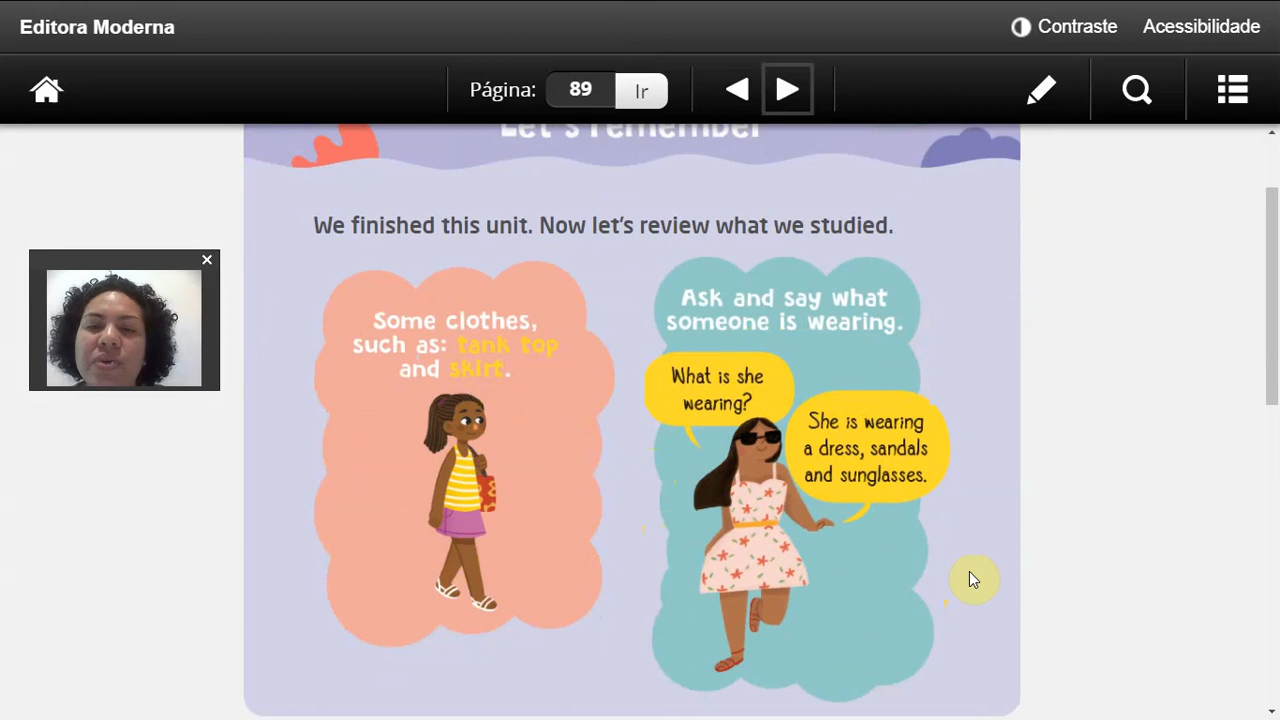 Editora Moderna
Contraste
Acessibilidade
Página:
89
Ir
Let's remember
We finished this unit. Now let's review what we studied.
Some clothes,
such as: tank top
and skirt.
Ask and say what
someone is wearing.
What is she
wearing?
She is wearing
a dress, sandals
and sunglasses.